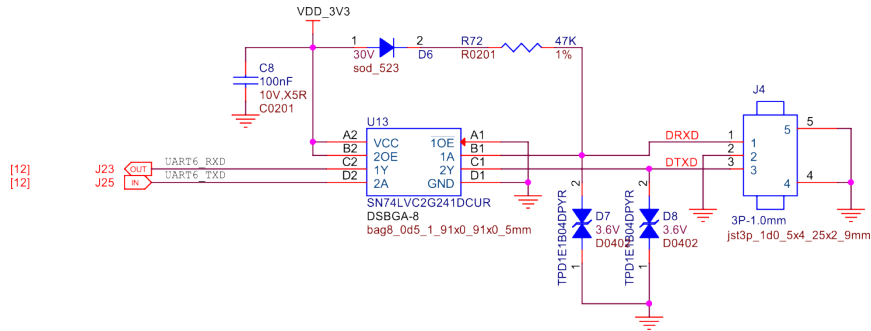 VDD_3V3
1 2 R72 47K
30V D6 R0201 1%
sod_523
C8
100nF
10V,X5R
C0201
U13
J4
A2 VCC 1OE A1
B2 2OE 1A B1
C2 1Y 2Y C1
D2 2A GND D1
DRXD 1 1 5 5
2 2
DTXD 3 3 4 4
[12] J23 OUT UART6_RXD
[12] J25 IN UART6_TXD
SN74LVC2G241DCUR
DSBGA-8
bag8_0d5_1_91x0_91x0_5mm
2 2
TPD1E1B04DPYR D7 TPD1E1B04DPYR D8
3.6V 3.6V
D0402 D0402
1 1
3P-1.0mm
jst3p_1d0_5x4_25x2_9mm